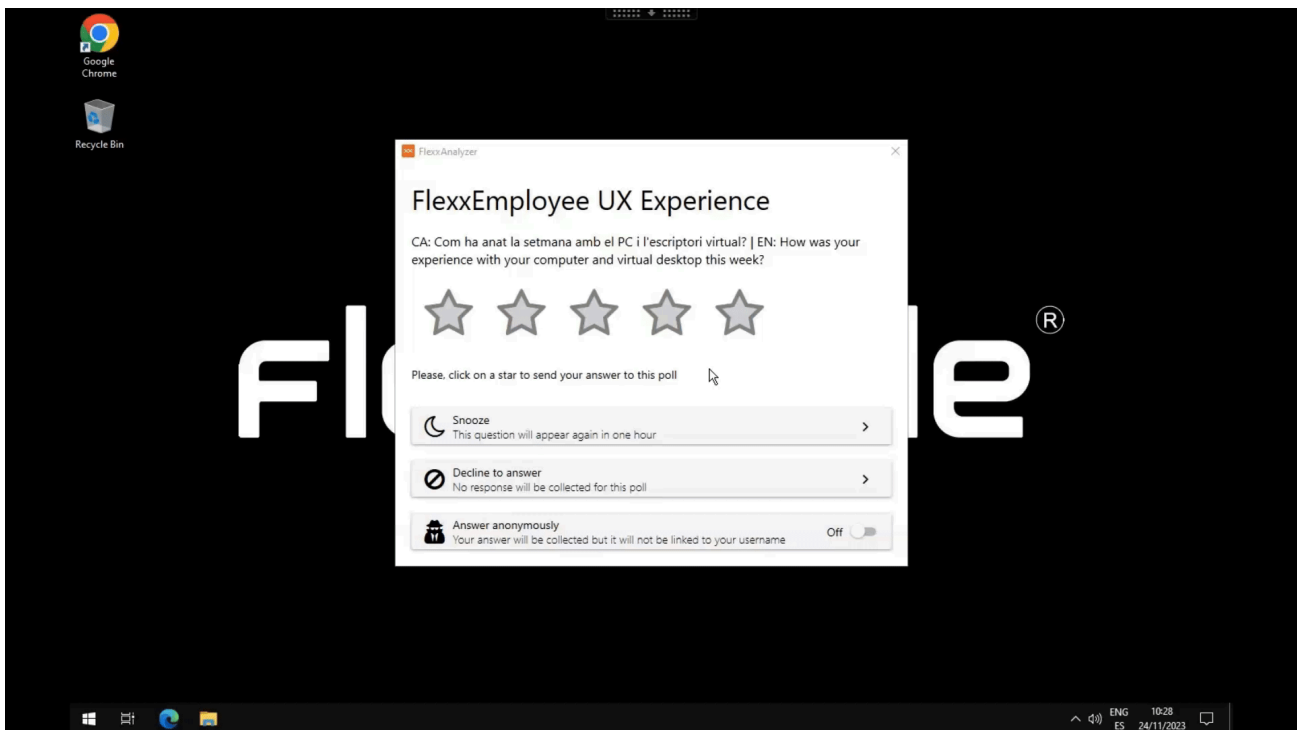 Google
Chrome
Recycle Bin
FlexxAnalyzer
FlexxEmployee UX Experience
CA: Com ha anat la setmana amb el PC i l'escriptori virtual? | EN: How was your
experience with your computer and virtual desktop this week?
Fl
le
®
Please, click on a star to send your answer to this poll
Snooze
This question will appear again in one hour
Decline to answer
No response will be collected for this poll
Answer anonymously
Your answer will be collected but it will not be linked to your username
Off
ENG
ES
10:28
24/11/2023